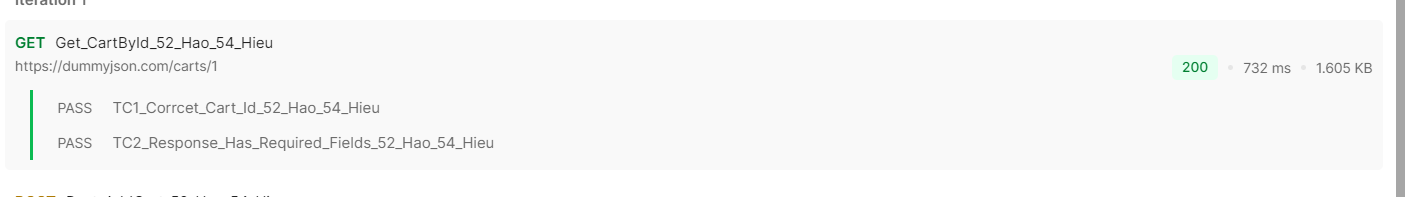 Iteration 1
GET Get_CartById_52_Hao_54_Hieu
https://dummyjson.com/carts/1
200 • 732 ms • 1.605 KB
PASS TC1_Corrcet_Cart_Id_52_Hao_54_Hieu
PASS TC2_Response_Has_Required_Fields_52_Hao_54_Hieu